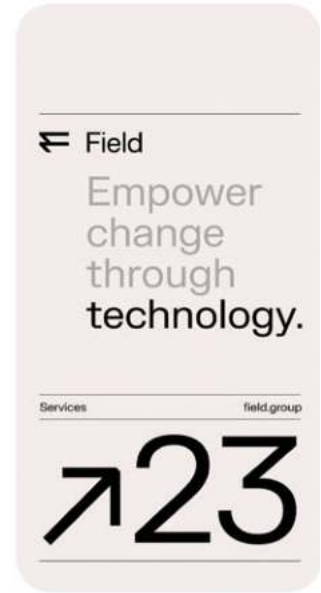 Field
Empower
change
through
technology.
Services field.group
↗23